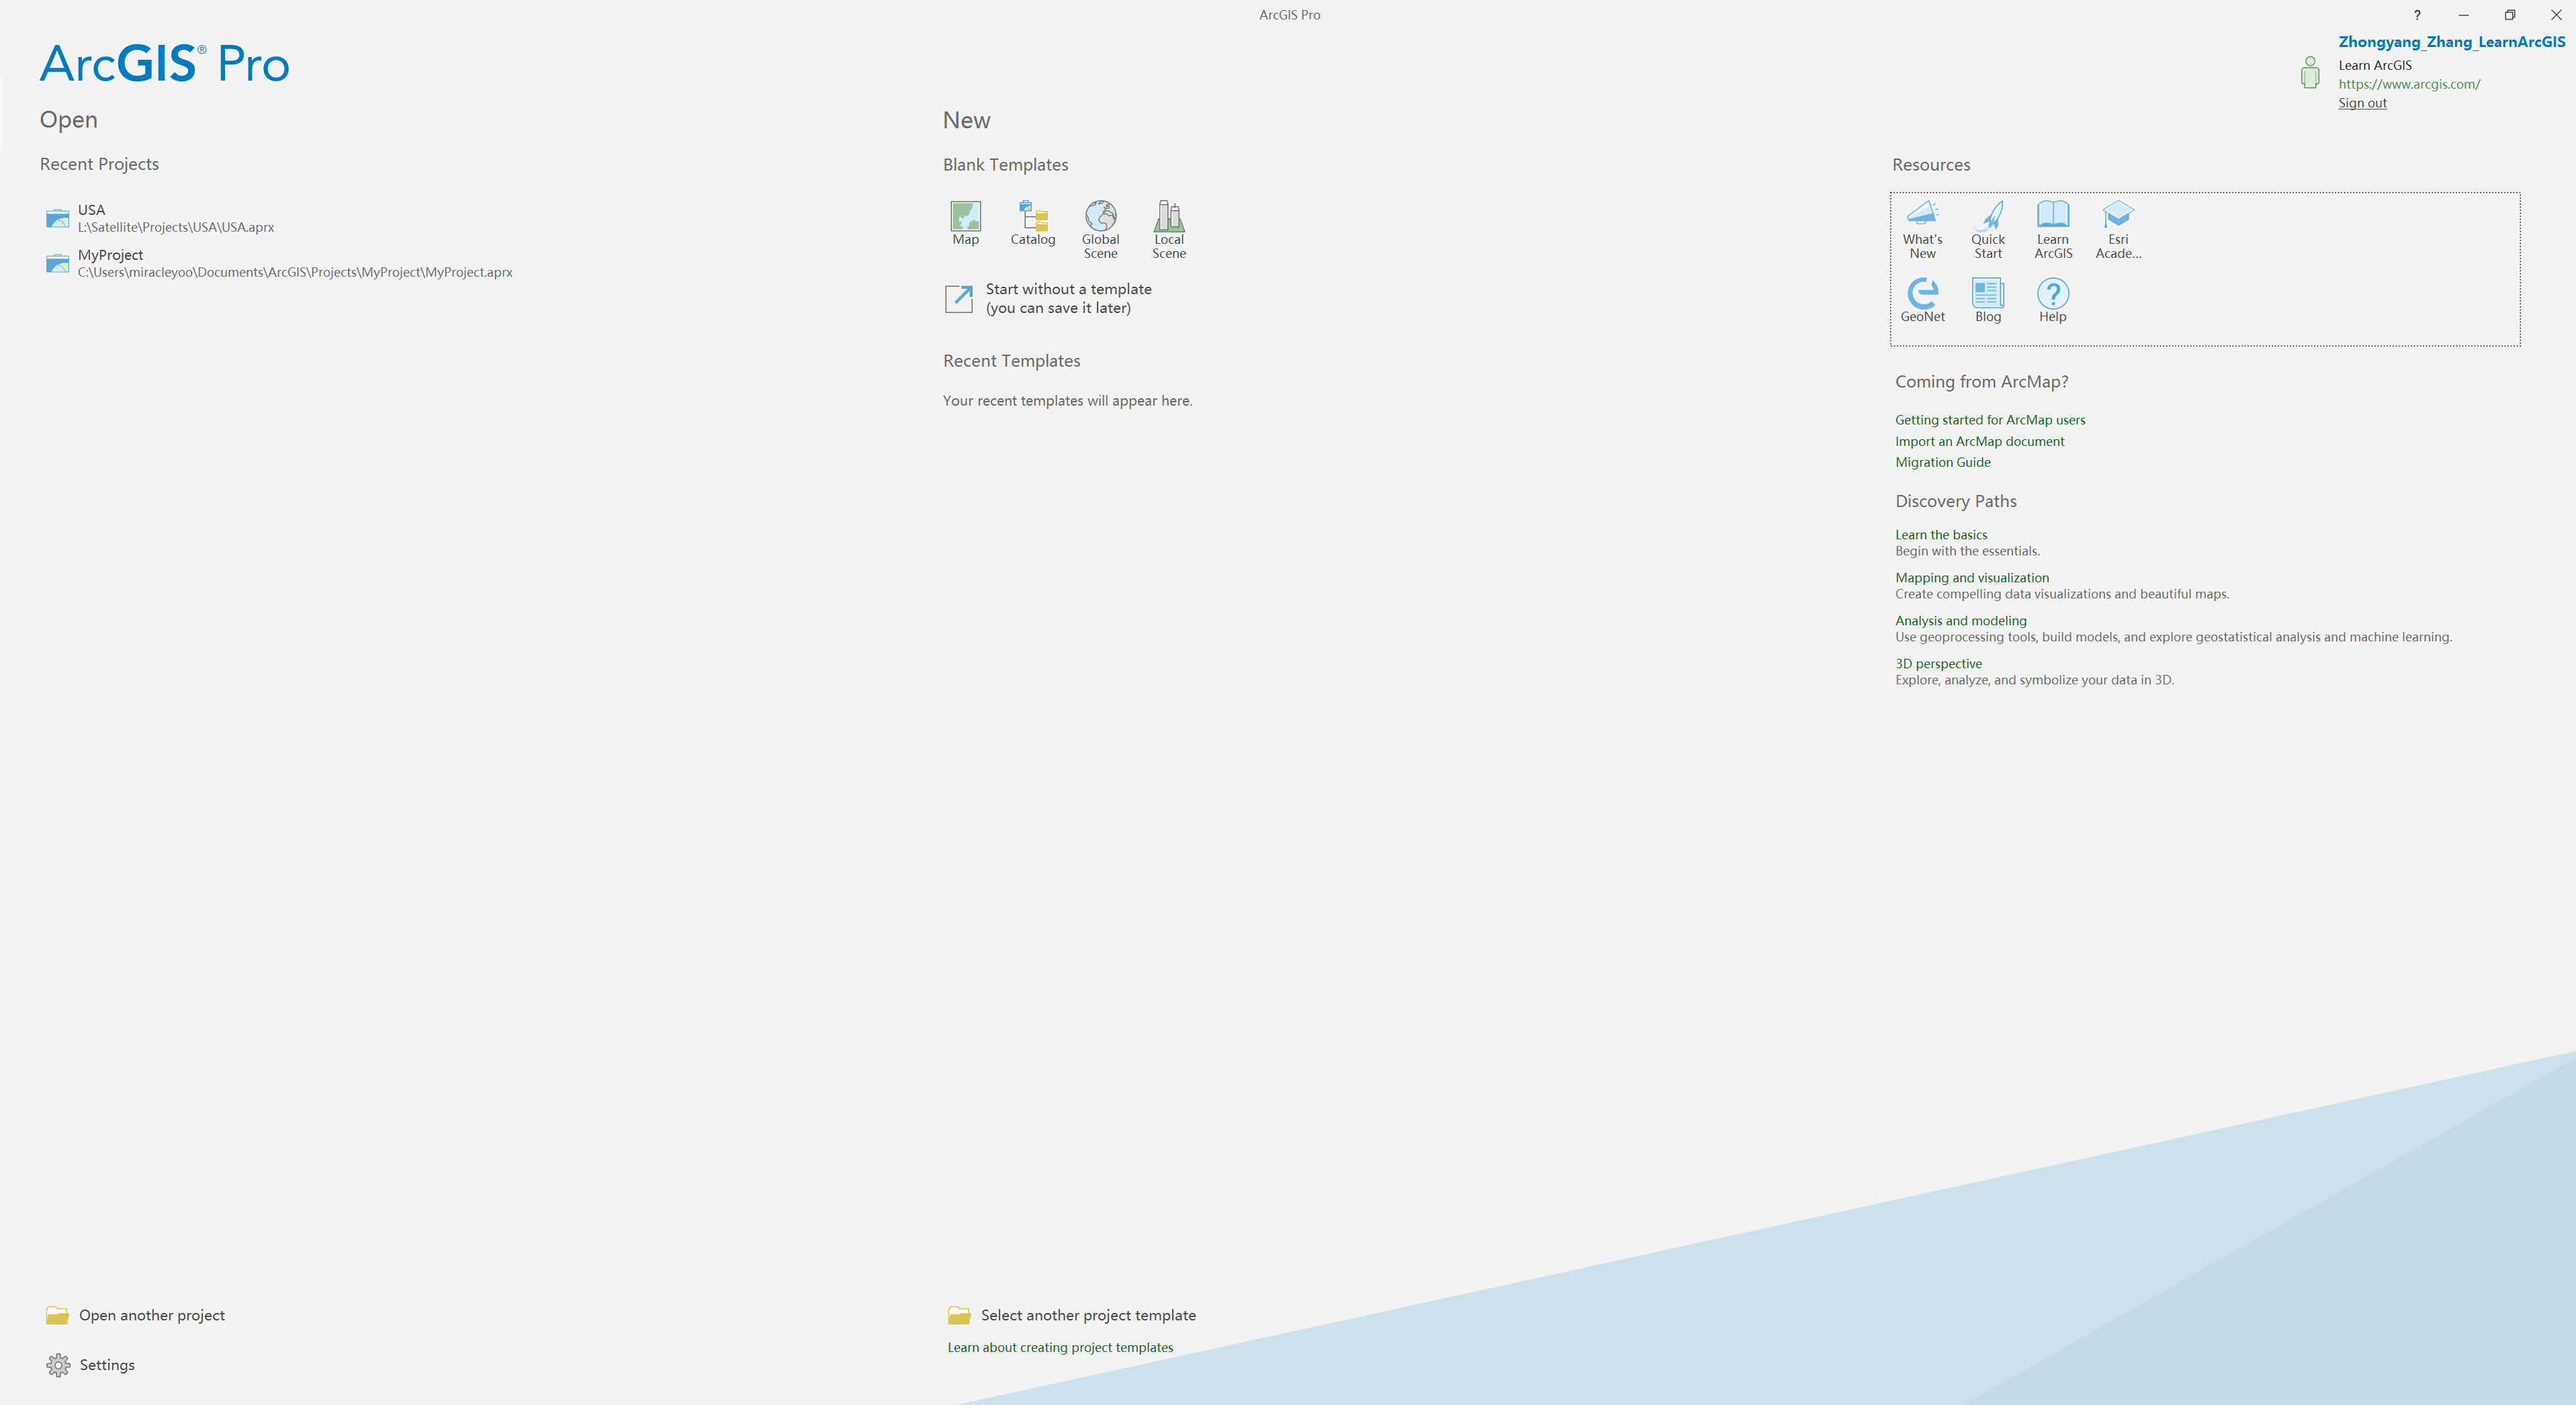 ArcGIS Pro
?
ArcGIS® Pro
Zhongyang_Zhang_LearnArcGIS
Learn ArcGIS
https://www.arcgis.com/
Sign out
Open
Recent Projects
USA
L:\Satellite\Projects\USA\USA.aprx
MyProject
C:\Users\miracleyoo\Documents\ArcGIS\Projects\MyProject\MyProject.aprx
Open another project
Settings
New
Blank Templates
Map
Catalog
Global
Scene
Local
Scene
Start without a template
(you can save it later)
Recent Templates
Your recent templates will appear here.
Select another project template
Learn about creating project templates
Resources
What's
New
Quick
Start
Learn
ArcGIS
Esri
Acade...
GeoNet
Blog
Help
Coming from ArcMap?
Getting started for ArcMap users
Import an ArcMap document
Migration Guide
Discovery Paths
Learn the basics
Begin with the essentials.
Mapping and visualization
Create compelling data visualizations and beautiful maps.
Analysis and modeling
Use geoprocessing tools, build models, and explore geostatistical analysis and machine learning.
3D perspective
Explore, analyze, and symbolize your data in 3D.